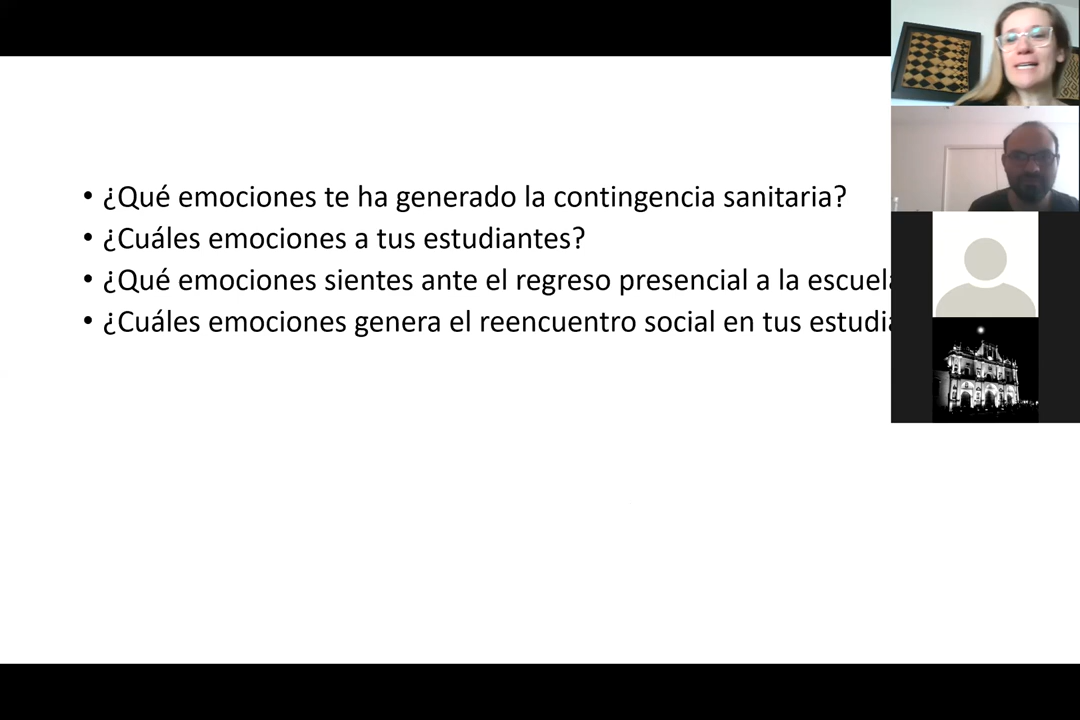 • ¿Qué emociones te ha generado la contingencia sanitaria?
• ¿Cuáles emociones a tus estudiantes?
• ¿Qué emociones sientes ante el regreso presencial a la escuela
• ¿Cuáles emociones genera el reencuentro social en tus